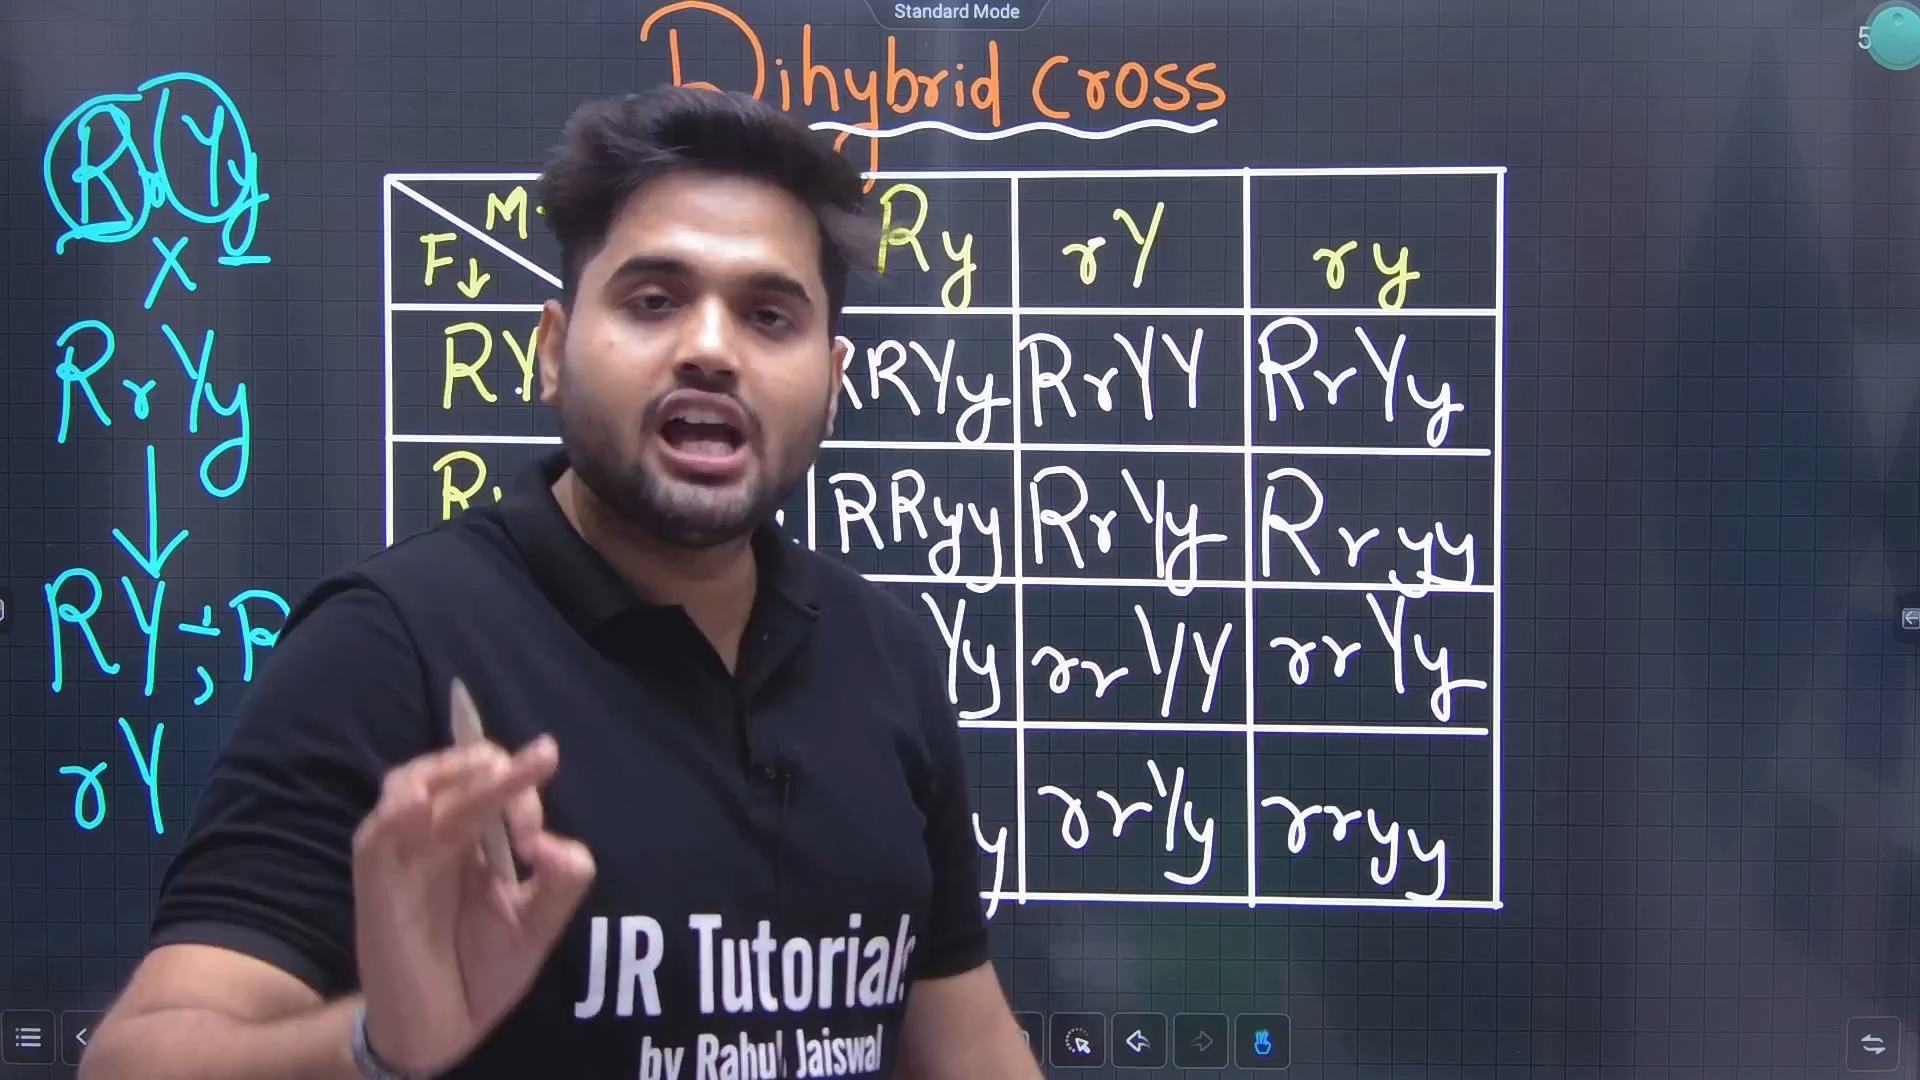 Standard Mode
5
Dihybrid Cross
RrYy
X
RrYy
RY ;
rY
M
F↓
Ry rY ry
RY RRYy RrYY RrYy
RRyy RrYy Rryy
Yy rrYY rrYy
y rrYy rryy
JR Tutorials
by Rahul Jaiswal